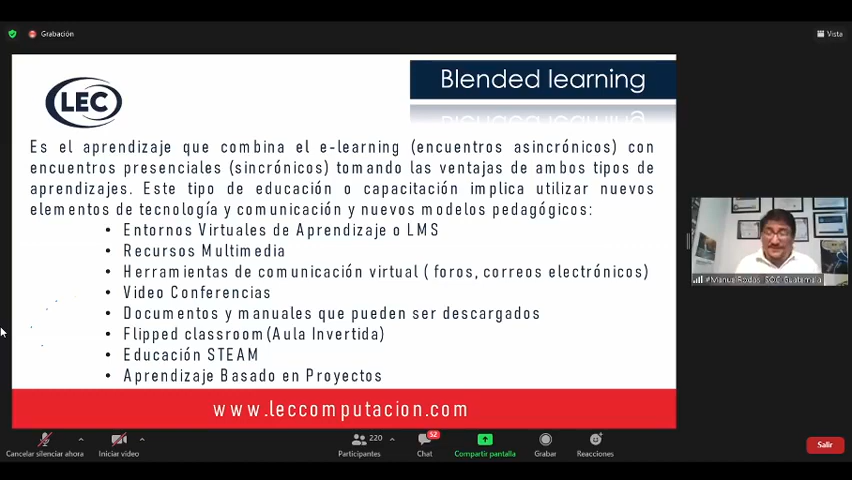 Grabación
Vista
LEC
Blended learning
Es el aprendizaje que combina el e-learning (encuentros asincrónicos) con
encuentros presenciales (sincrónicos) tomando las ventajas de ambos tipos de
aprendizajes. Este tipo de educación o capacitación implica utilizar nuevos
elementos de tecnología y comunicación y nuevos modelos pedagógicos:
• Entornos Virtuales de Aprendizaje o LMS
• Recursos Multimedia
• Herramientas de comunicación virtual ( foros, correos electrónicos)
• Video Conferencias
• Documentos y manuales que pueden ser descargados
• Flipped classroom(Aula Invertida)
• Educación STEAM
• Aprendizaje Basado en Proyectos
www.leccomputacion.com
Guatemala
220
52
Cancelar silenciar ahora
Iniciar video
Participantes
Chat
Compartir pantalla
Grabar
Reacciones
Salir